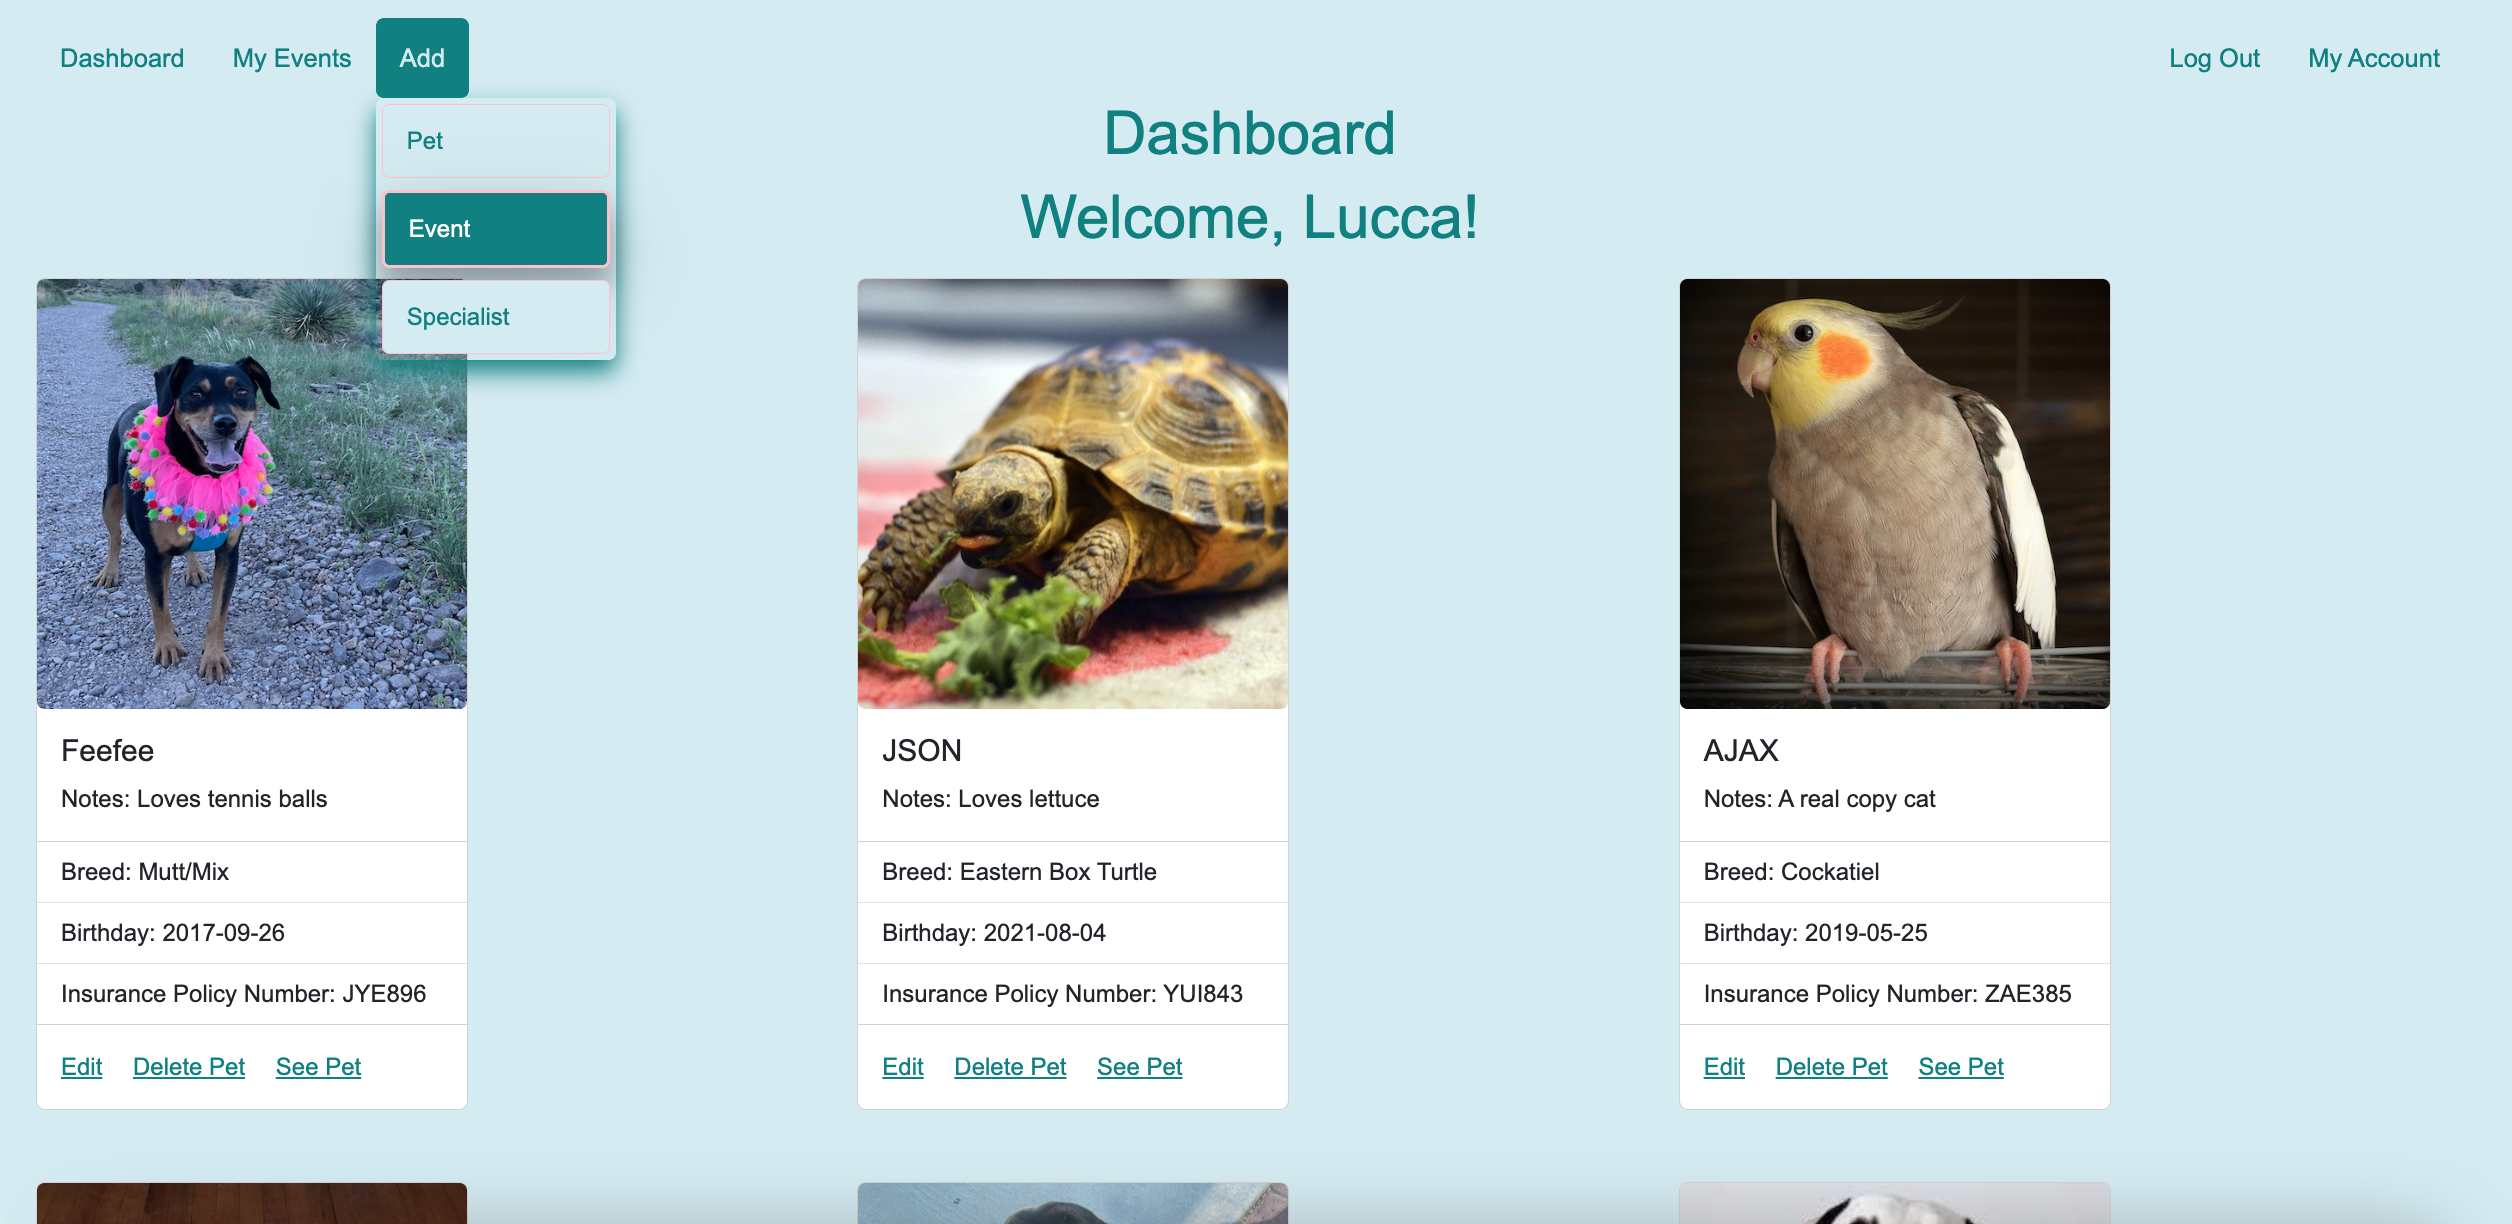 Dashboard My Events Add Log Out My Account
Pet
Event
Specialist
Dashboard
Welcome, Lucca!
Feefee
Notes: Loves tennis balls
Breed: Mutt/Mix
Birthday: 2017-09-26
Insurance Policy Number: JYE896
Edit Delete Pet See Pet
JSON
Notes: Loves lettuce
Breed: Eastern Box Turtle
Birthday: 2021-08-04
Insurance Policy Number: YUI843
Edit Delete Pet See Pet
AJAX
Notes: A real copy cat
Breed: Cockatiel
Birthday: 2019-05-25
Insurance Policy Number: ZAE385
Edit Delete Pet See Pet